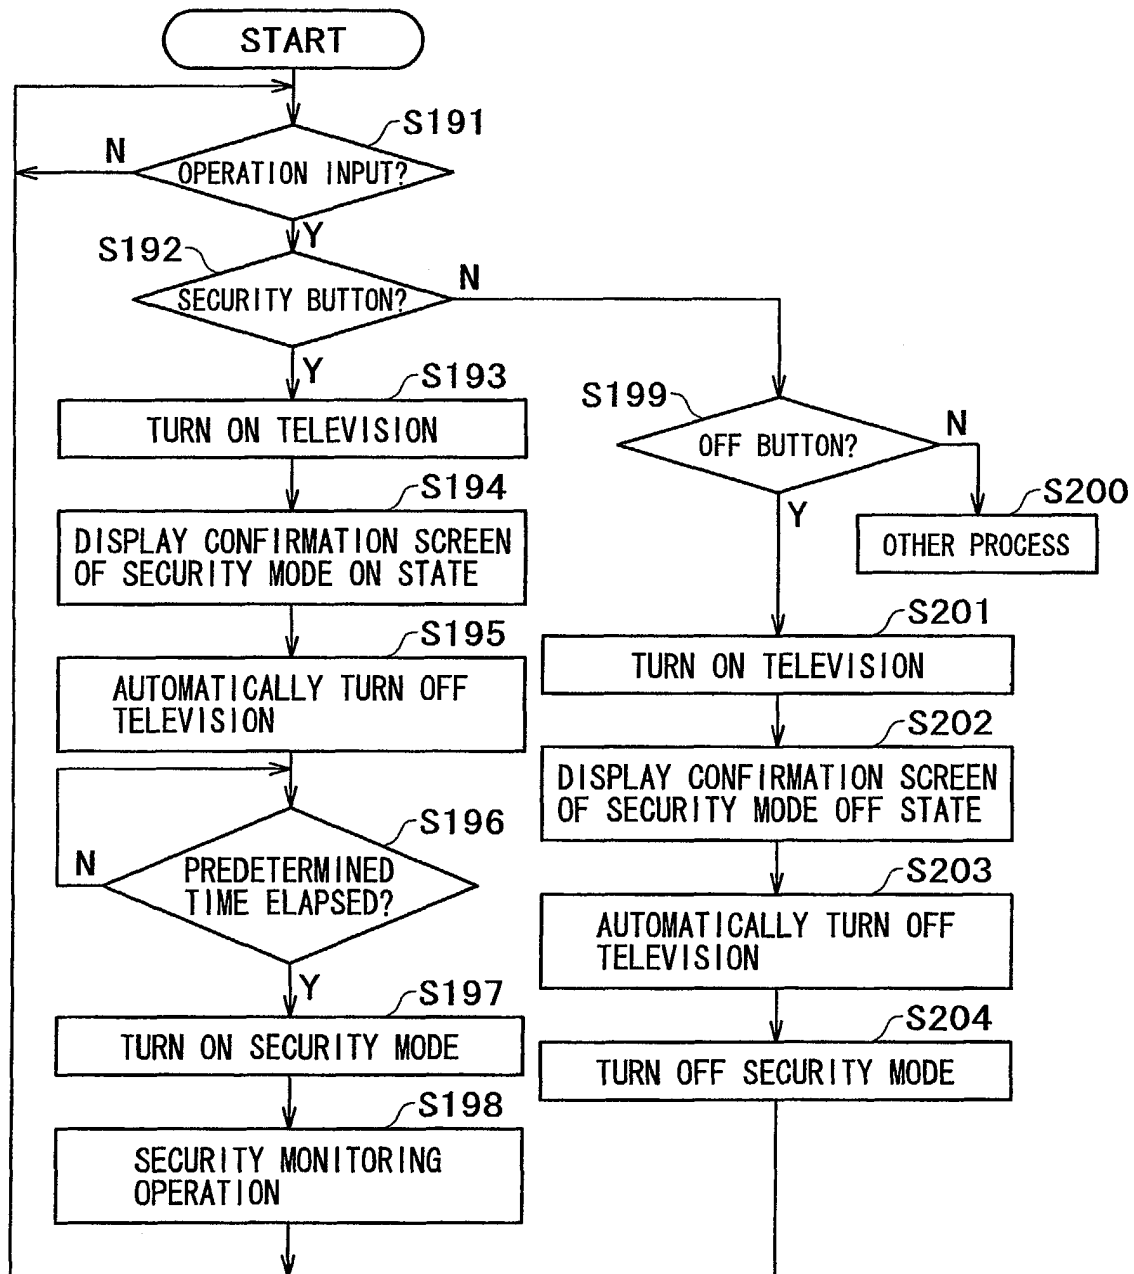 START
S191
N
OPERATION INPUT?
Y
S192
N
SECURITY BUTTON?
Y
S193
TURN ON TELEVISION
S194
DISPLAY CONFIRMATION SCREEN
OF SECURITY MODE ON STATE
S195
AUTOMATICALLY TURN OFF
TELEVISION
S196
N
PREDETERMINED
TIME ELAPSED?
Y
S197
TURN ON SECURITY MODE
S198
SECURITY MONITORING
OPERATION
S199
N
OFF BUTTON?
Y
S200
OTHER PROCESS
S201
TURN ON TELEVISION
S202
DISPLAY CONFIRMATION SCREEN
OF SECURITY MODE OFF STATE
S203
AUTOMATICALLY TURN OFF
TELEVISION
S204
TURN OFF SECURITY MODE